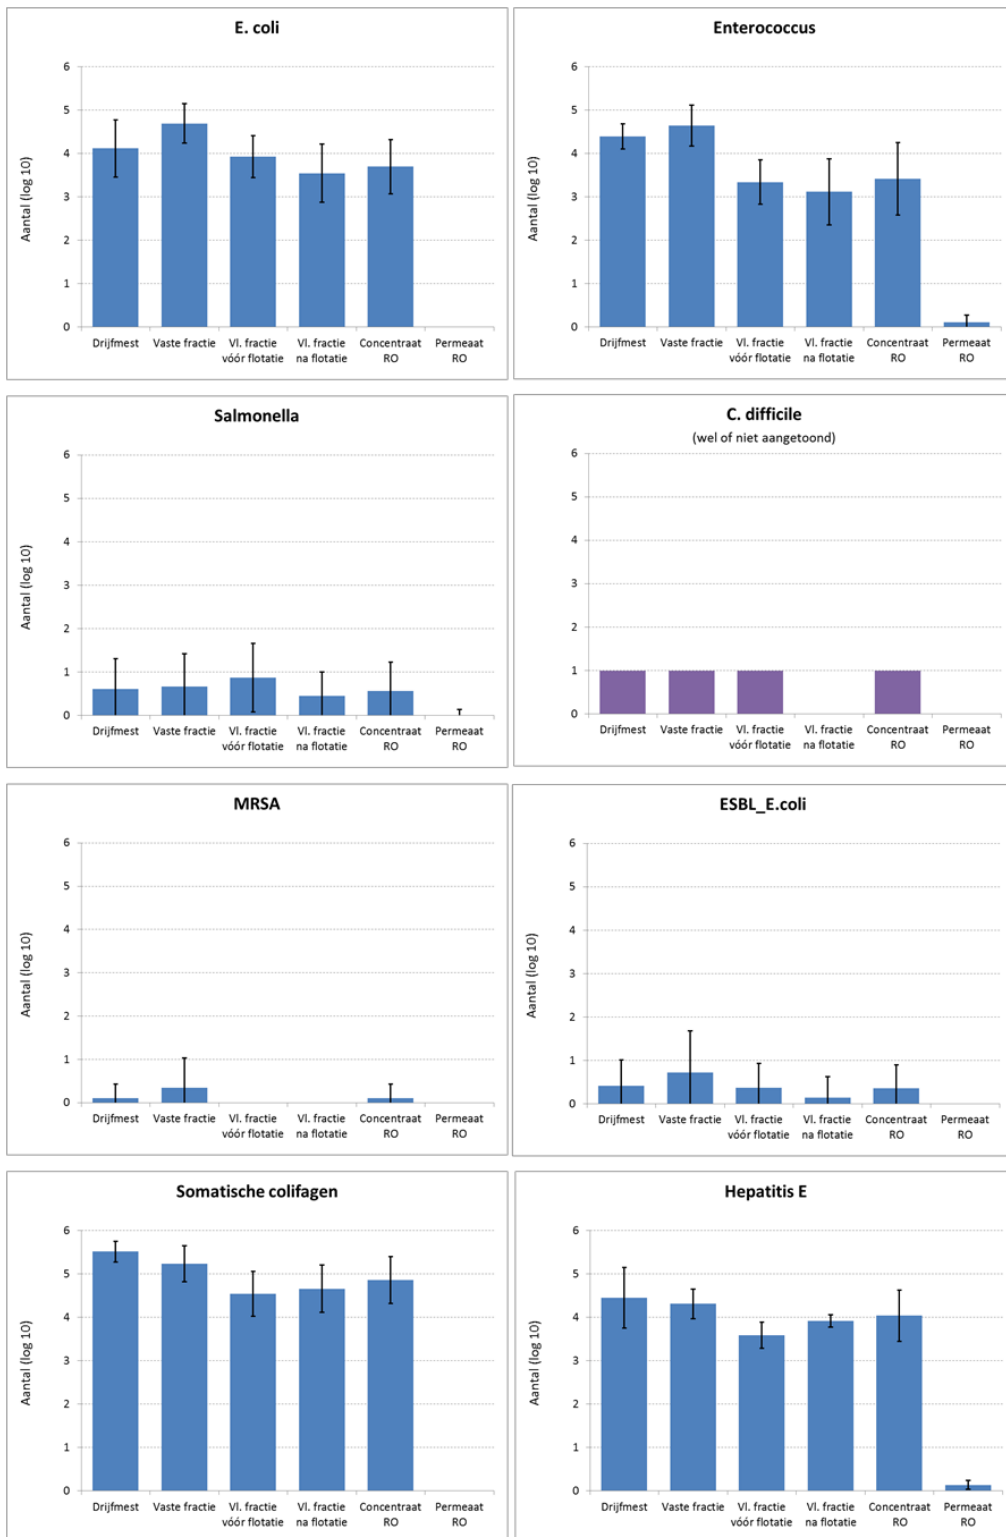 E. coli
Aantal (log 10)
6
5
4
3
2
1
0
Drijfmest Vaste fractie Vl. fractie Vl. fractie Concentraat Permeaat
vóór flotatie na flotatie RO RO
Enterococcus
Aantal (log 10)
6
5
4
3
2
1
0
Drijfmest Vaste fractie Vl. fractie Vl. fractie Concentraat Permeaat
vóór flotatie na flotatie RO RO
Salmonella
Aantal (log 10)
6
5
4
3
2
1
0
Drijfmest Vaste fractie Vl. fractie Vl. fractie Concentraat Permeaat
vóór flotatie na flotatie RO RO
C. difficile
(wel of niet aangetoond)
6
5
4
3
2
1
0
Drijfmest Vaste fractie Vl. fractie Vl. fractie Concentraat Permeaat
vóór flotatie na flotatie RO RO
MRSA
Aantal (log 10)
6
5
4
3
2
1
0
Drijfmest Vaste fractie Vl. fractie Vl. fractie Concentraat Permeaat
vóór flotatie na flotatie RO RO
ESBL_E.coli
Aantal (log 10)
6
5
4
3
2
1
0
Drijfmest Vaste fractie Vl. fractie Vl. fractie Concentraat Permeaat
vóór flotatie na flotatie RO RO
Somatische colifagen
Aantal (log 10)
6
5
4
3
2
1
0
Drijfmest Vaste fractie Vl. fractie Vl. fractie Concentraat Permeaat
vóór flotatie na flotatie RO RO
Hepatitis E
Aantal (log 10)
6
5
4
3
2
1
0
Drijfmest Vaste fractie Vl. fractie Vl. fractie Concentraat Permeaat
vóór flotatie na flotatie RO RO